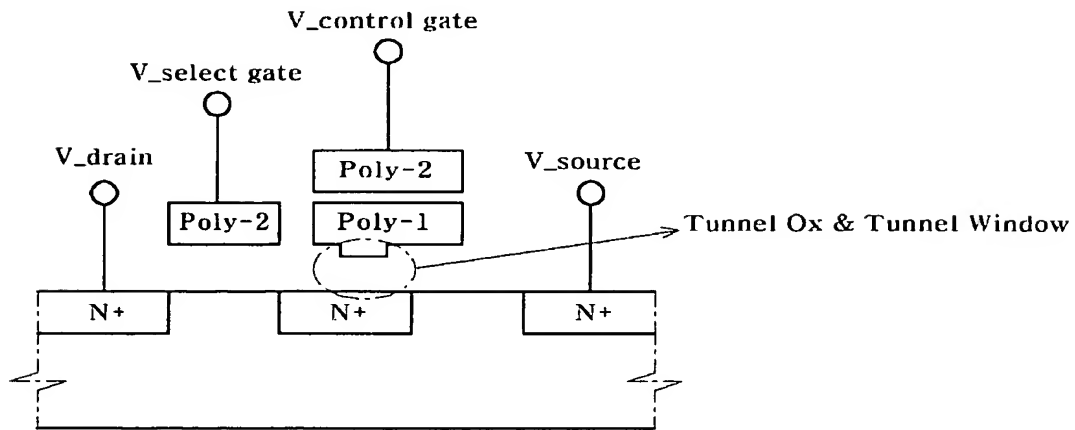 V_control gate
V_select gate
V_drain
Poly-2
V_source
Poly-2
Poly-1
Tunnel Ox & Tunnel Window
N+
N+
N+